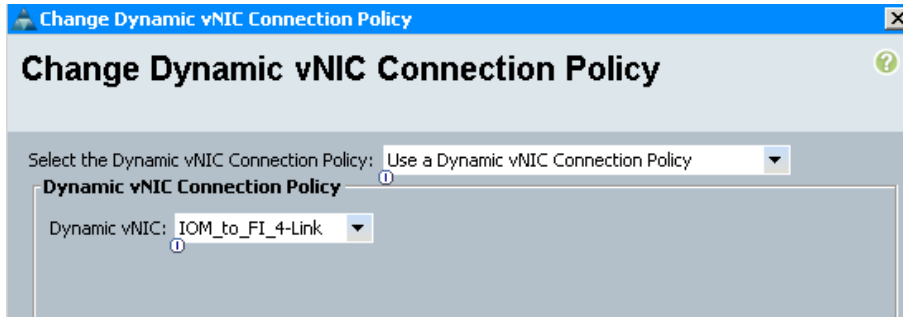 Change Dynamic vNIC Connection Policy
Change Dynamic vNIC Connection Policy
Select the Dynamic vNIC Connection Policy: Use a Dynamic vNIC Connection Policy
Dynamic vNIC Connection Policy
Dynamic vNIC: IOM_to_FI_4-Link